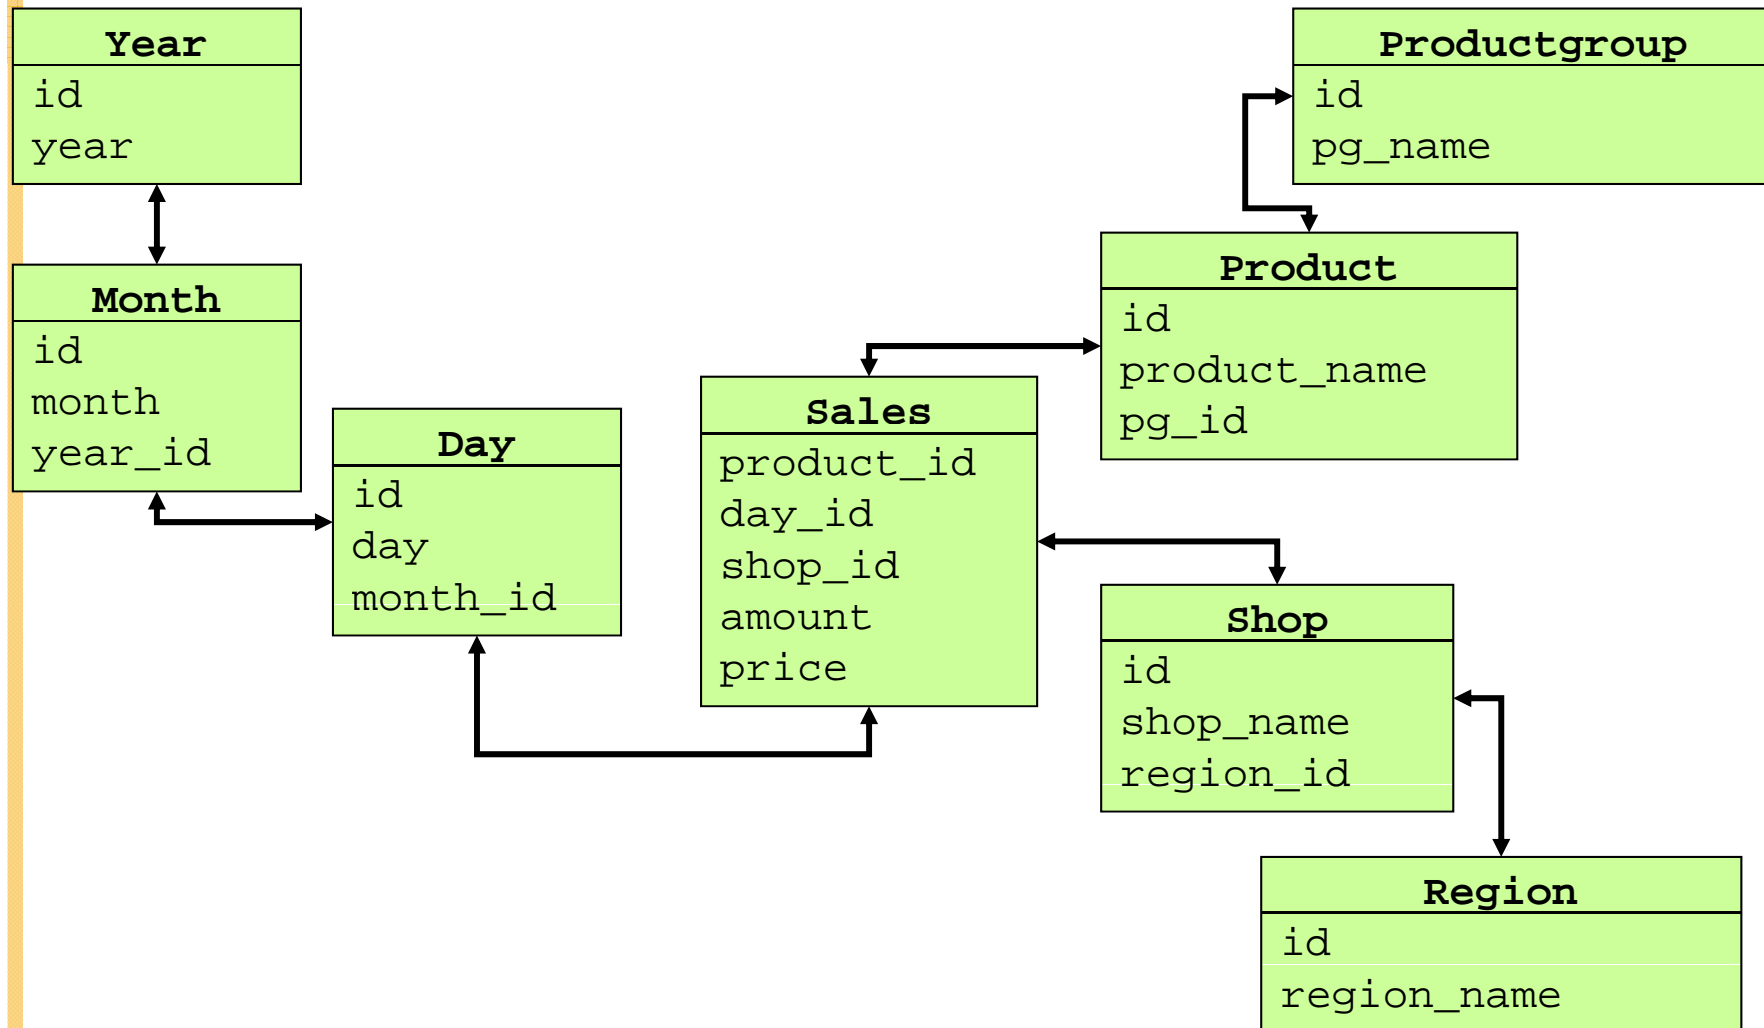 Year
id
year
Month
id
month
year_id
Day
id
day
month_id
Sales
product_id
day_id
shop_id
amount
price
Productgroup
id
pg_name
Product
id
product_name
pg_id
Shop
id
shop_name
region_id
Region
id
region_name